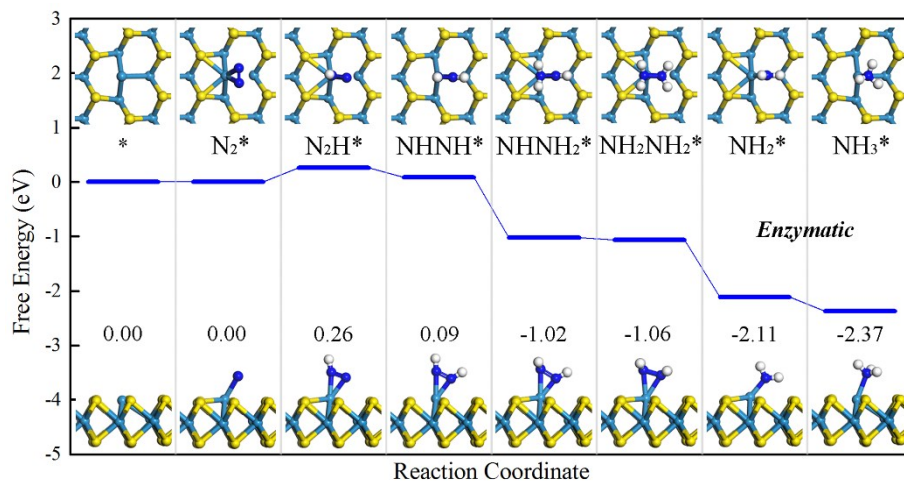 3
2
1
0
-1
-2
-3
-4
-5
Free Energy (eV)
* N₂* N₂H* NHNH* NHNH₂* NH₂NH₂* NH₂* NH₃*
Enzymatic
0.00 0.00 0.26 0.09 -1.02 -1.06 -2.11 -2.37
Reaction Coordinate